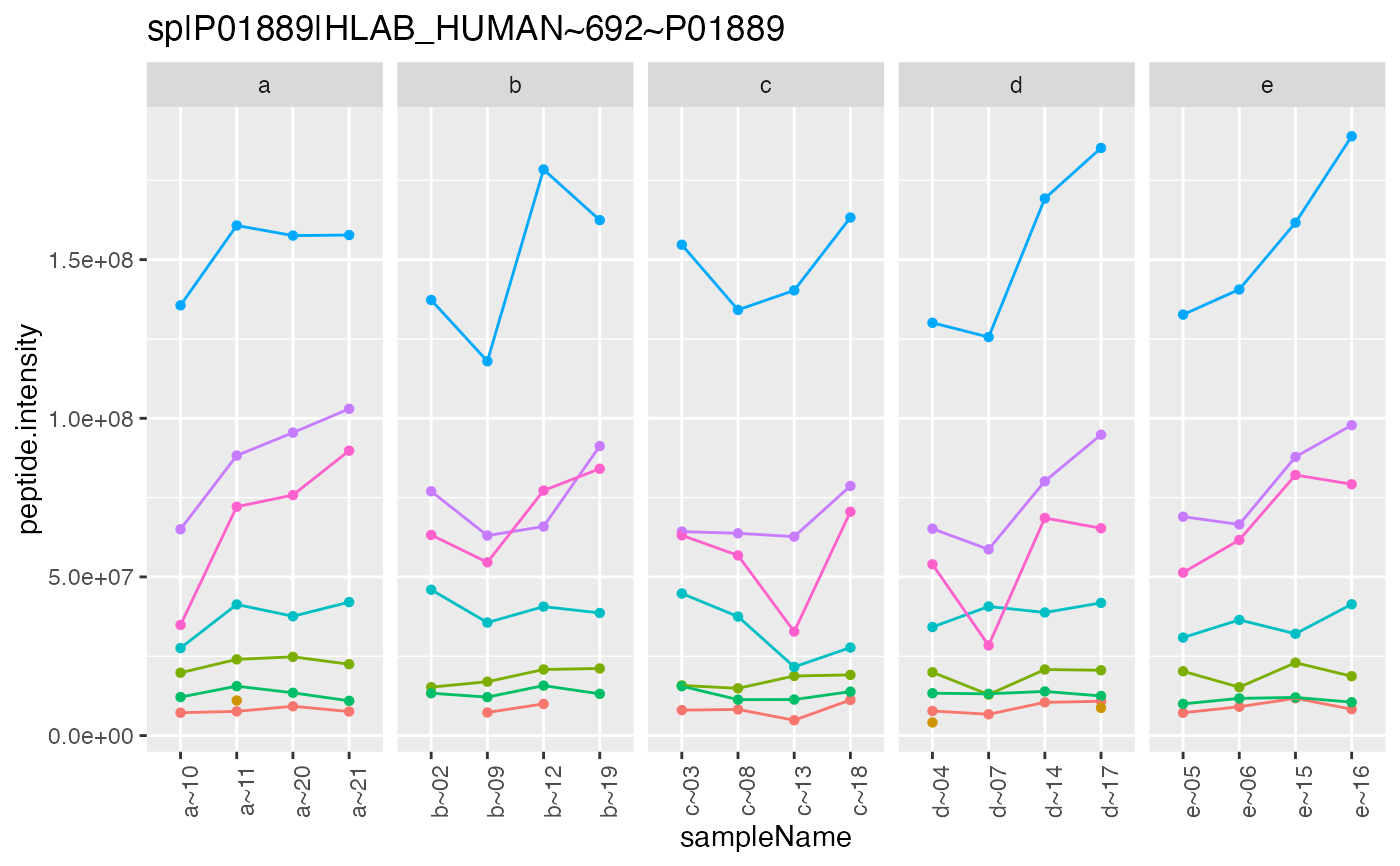 sp|P01889|HLAB_HUMAN~692~P01889
a b c d e
peptide.intensity
1.5e+08
1.0e+08
5.0e+07
0.0e+00
a~10 a~11 a~20 a~21 b~02 b~09 b~12 b~19 c~03 c~08 c~13 c~18 d~04 d~07 d~14 d~17 e~05 e~06 e~15 e~16
sampleName